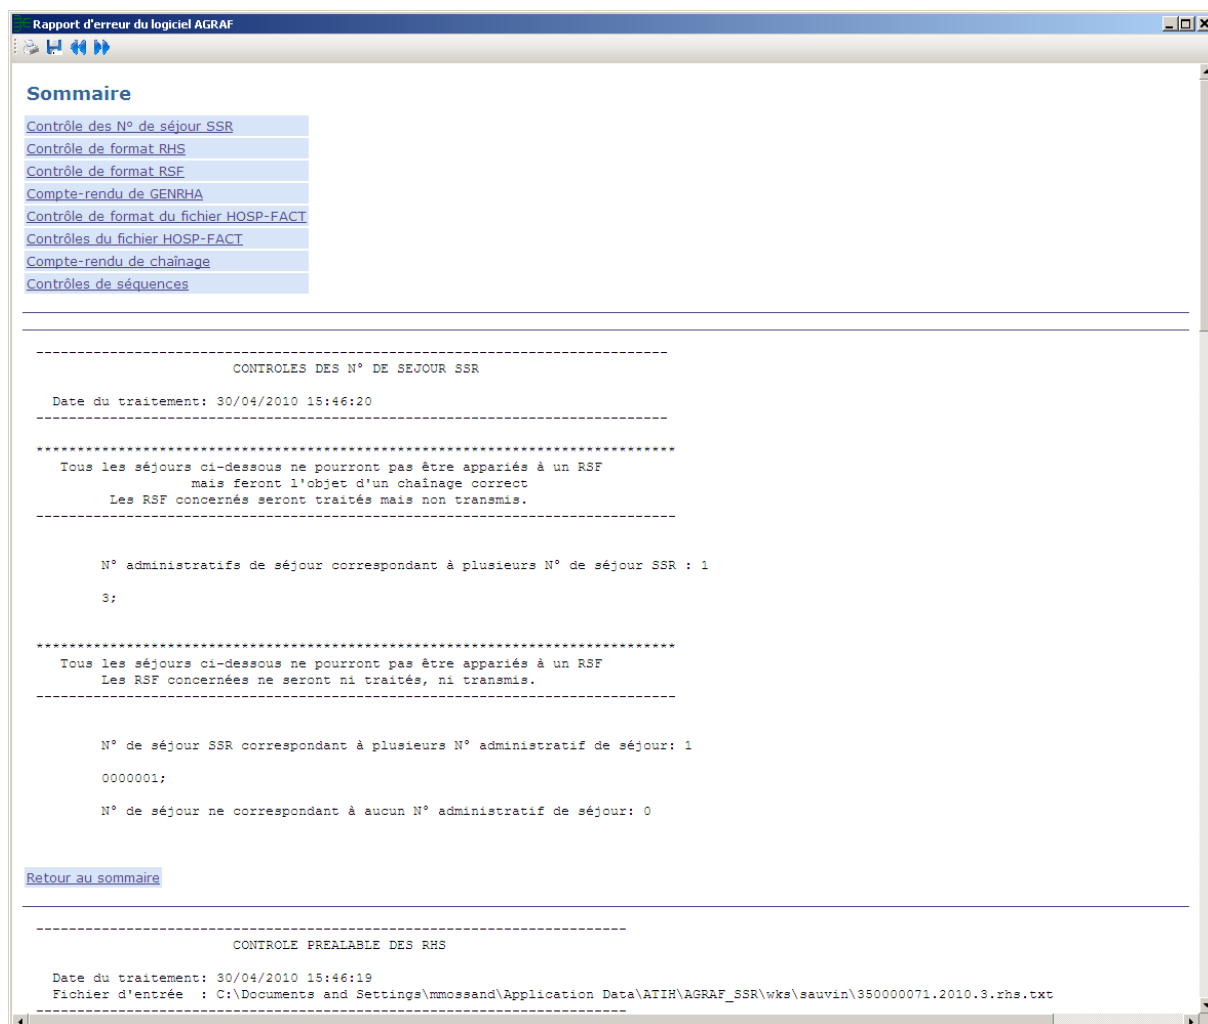 Rapport d'erreur du logiciel AGRAF
Sommaire
Contrôle des N° de séjour SSR
Contrôle de format RHS
Contrôle de format RSF
Compte-rendu de GENRHA
Contrôle de format du fichier HOSP-FACT
Contrôles du fichier HOSP-FACT
Compte-rendu de chaînage
Contrôles de séquences
-----------------------------------------------------------------------------
CONTROLES DES N° DE SEJOUR SSR
Date du traitement: 30/04/2010 15:46:20
-----------------------------------------------------------------------------
******************************************************************************
Tous les séjours ci-dessous ne pourront pas être appariés à un RSF
mais feront l'objet d'un chaînage correct
Les RSF concernés seront traités mais non transmis.
------------------------------------------------------------------------------
N° administratifs de séjour correspondant à plusieurs N° de séjour SSR : 1
3;
******************************************************************************
Tous les séjours ci-dessous ne pourront pas être appariés à un RSF
Les RSF concernées ne seront ni traités, ni transmis.
------------------------------------------------------------------------------
N° de séjour SSR correspondant à plusieurs N° administratif de séjour: 1
0000001;
N° de séjour ne correspondant à aucun N° administratif de séjour: 0
Retour au sommaire
------------------------------------------------------------------------
CONTROLE PREALABLE DES RHS
Date du traitement: 30/04/2010 15:46:19
Fichier d'entrée : C:\Documents and Settings\mmossand\Application Data\ATIH\AGRAF_SSR\wks\sauvin\350000071.2010.3.rhs.txt
------------------------------------------------------------------------